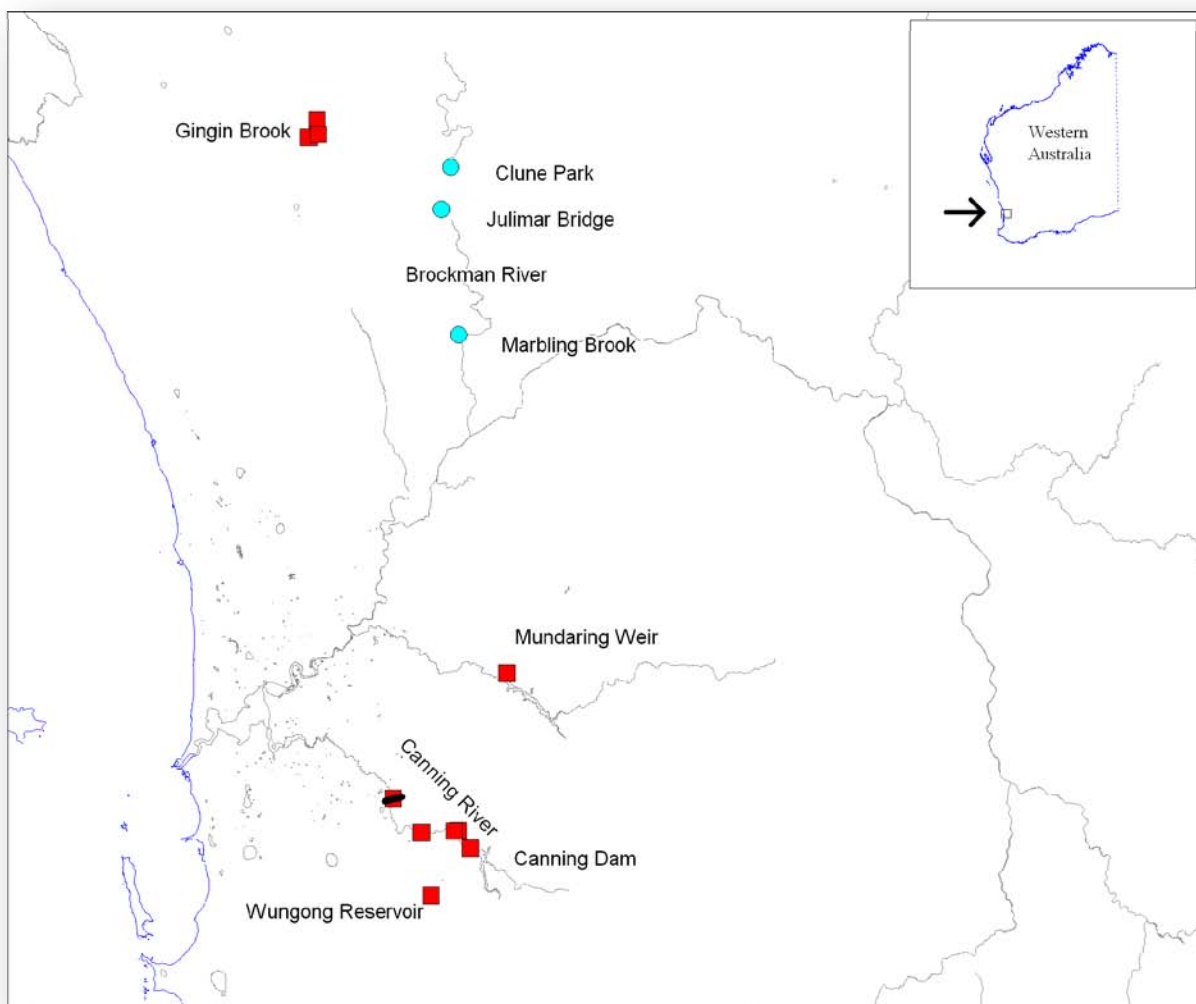 Gingin Brook
Clune Park
Julimar Bridge
Brockman River
Marbling Brook
Western
Australia
Mundaring Weir
Canning River
Canning Dam
Wungong Reservoir